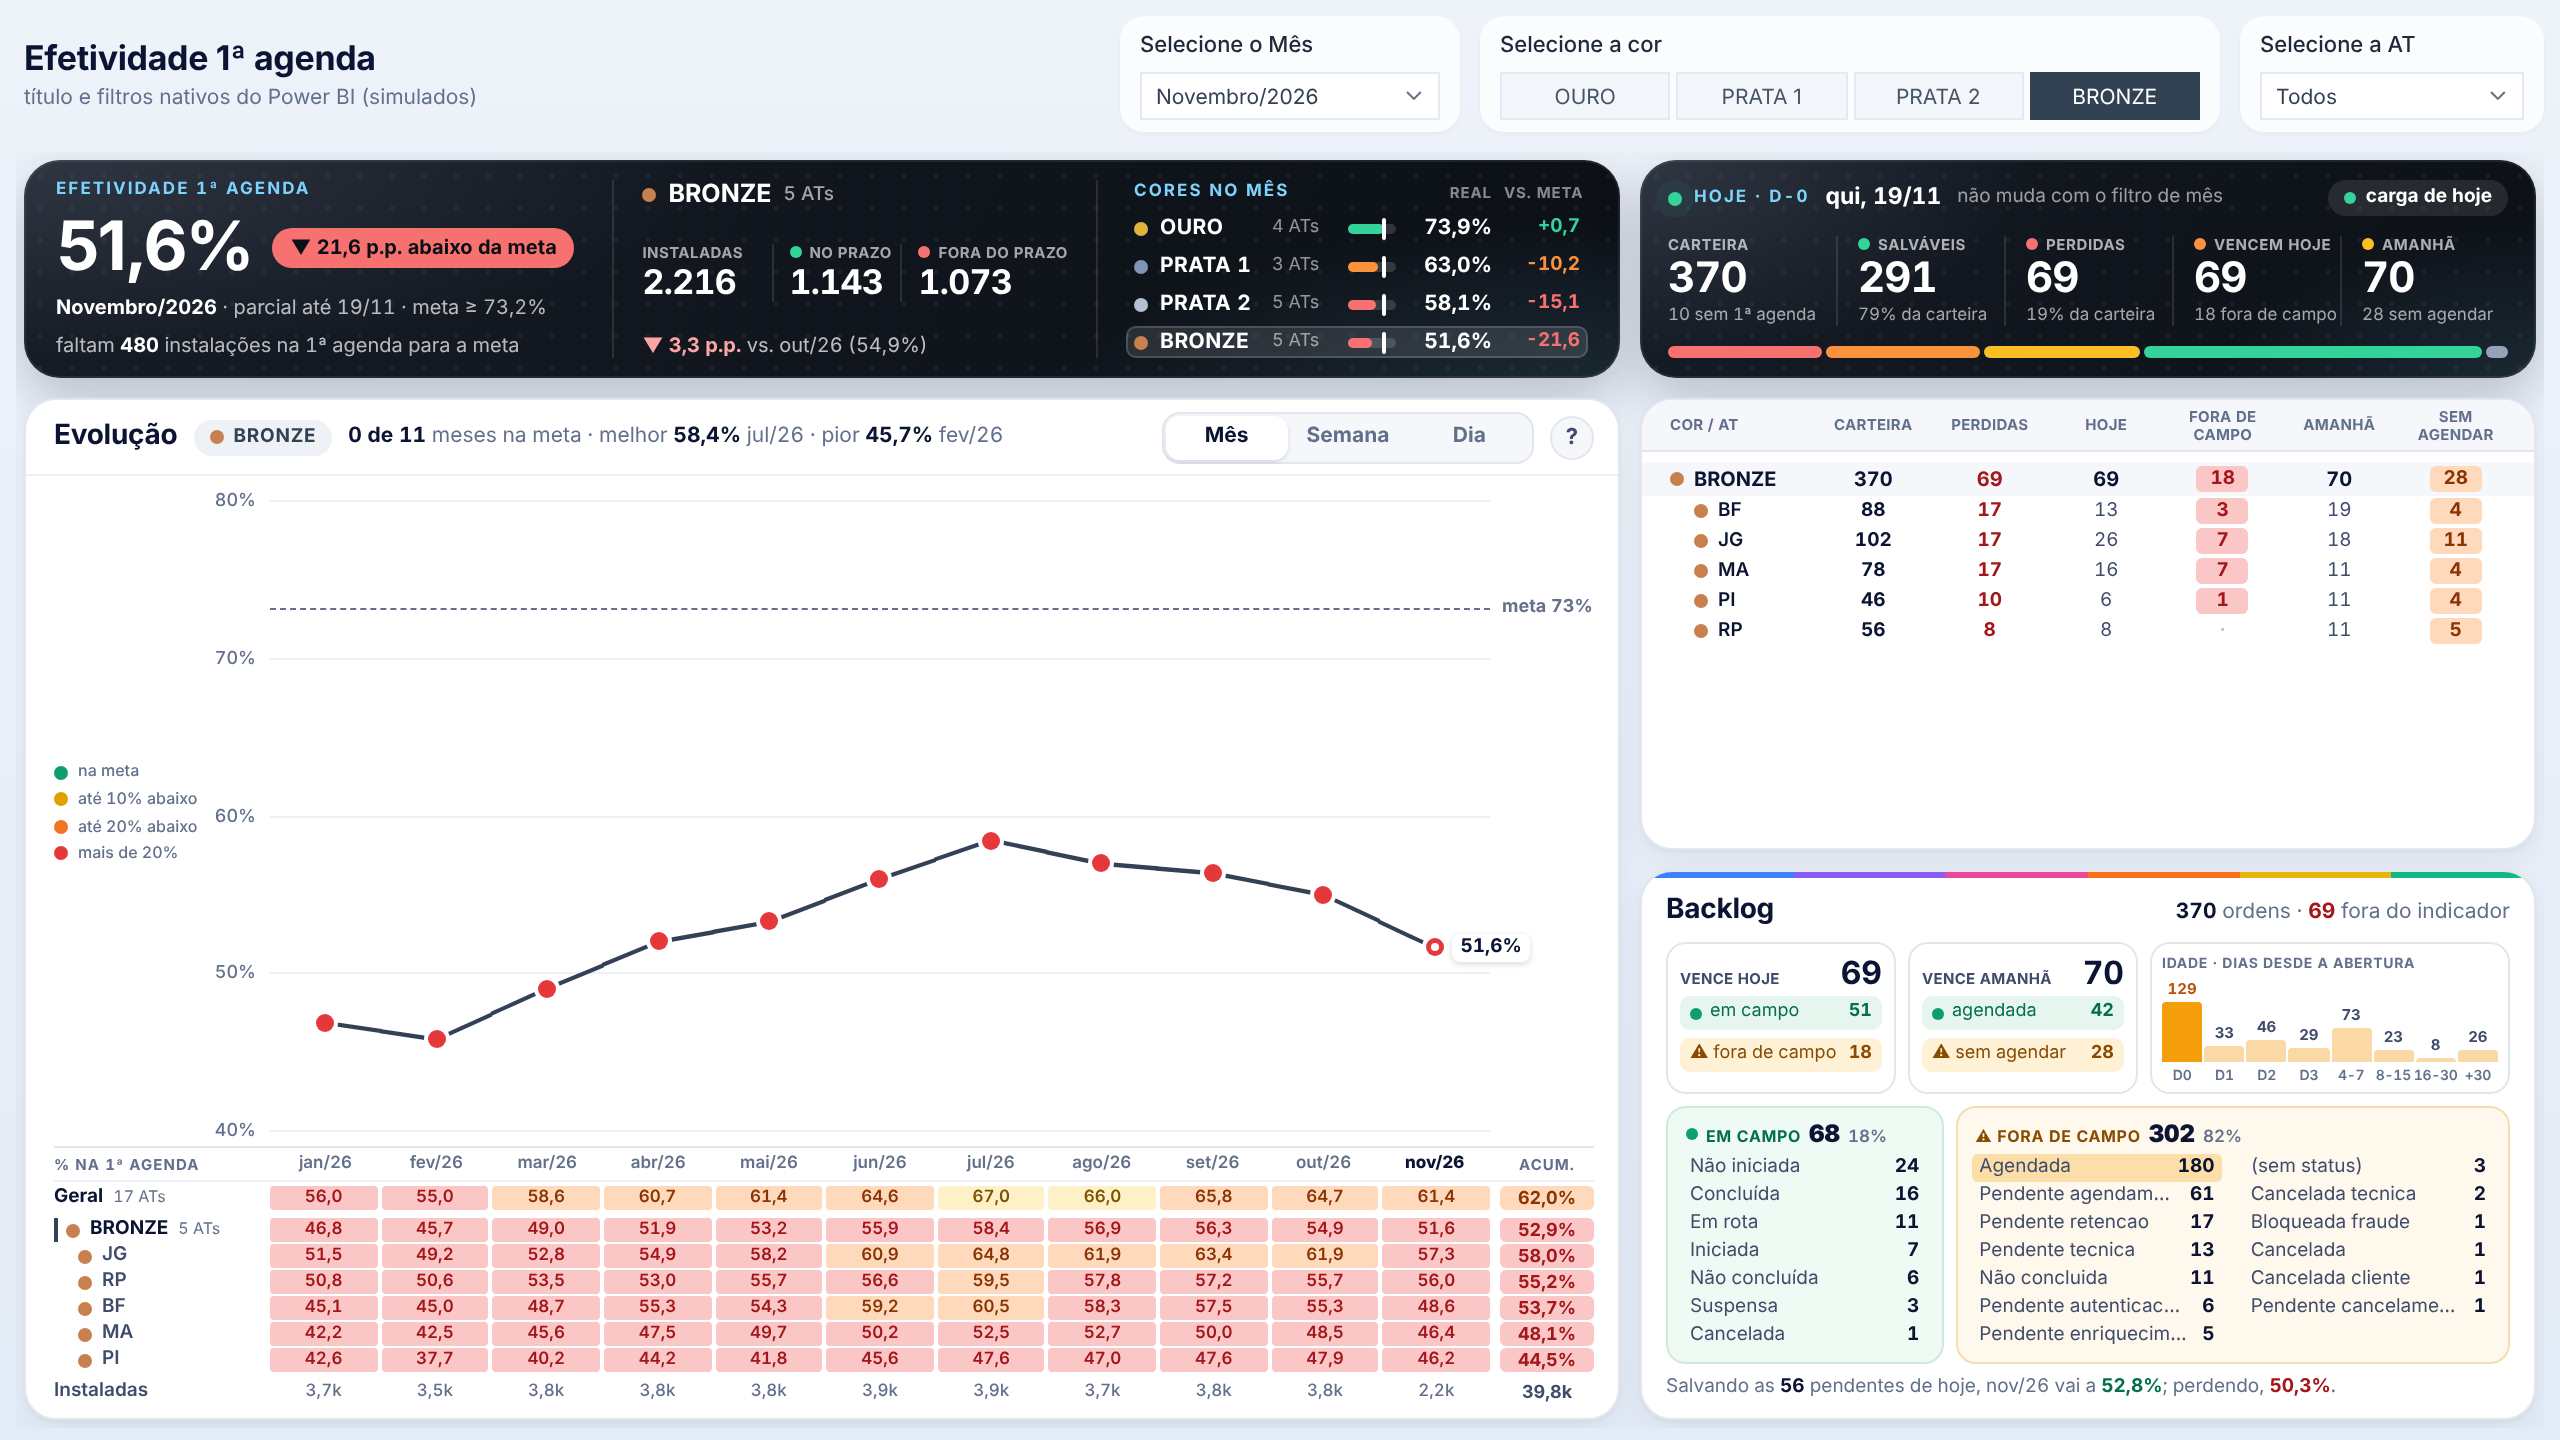 Efetividade 1ª agenda
título e filtros nativos do Power BI (simulados)
Selecione o Mês
Novembro/2026
Selecione a cor
OURO
PRATA 1
PRATA 2
BRONZE
Selecione a AT
Todos
EFETIVIDADE 1ª AGENDA
51,6%
▼ 21,6 p.p. abaixo da meta
Novembro/2026 · parcial até 19/11 · meta ≥ 73,2%
faltam 480 instalações na 1ª agenda para a meta
BRONZE 5 ATs
INSTALADAS NO PRAZO FORA DO PRAZO
2.216 1.143 1.073
▼ 3,3 p.p. vs. out/26 (54,9%)
CORES NO MÊS REAL VS. META
OURO 4 ATs 73,9% +0,7
PRATA 1 3 ATs 63,0% -10,2
PRATA 2 5 ATs 58,1% -15,1
BRONZE 5 ATs 51,6% -21,6
HOJE · D-0 qui, 19/11 não muda com o filtro de mês
carga de hoje
CARTEIRA SALVÁVEIS PERDIDAS VENCEM HOJE AMANHÃ
370 291 69 69 70
10 sem 1ª agenda 79% da carteira 19% da carteira 18 fora de campo 28 sem agendar
Evolução BRONZE 0 de 11 meses na meta · melhor 58,4% jul/26 · pior 45,7% fev/26
Mês Semana Dia ?
80%
meta 73%
70%
na meta
até 10% abaixo
até 20% abaixo
mais de 20%
60%
51,6%
50%
40%
% NA 1ª AGENDA jan/26 fev/26 mar/26 abr/26 mai/26 jun/26 jul/26 ago/26 set/26 out/26 nov/26 ACUM.
Geral 17 ATs 56,0 55,0 58,6 60,7 61,4 64,6 67,0 66,0 65,8 64,7 61,4 62,0%
BRONZE 5 ATs 46,8 45,7 49,0 51,9 53,2 55,9 58,4 56,9 56,3 54,9 51,6 52,9%
JG 51,5 49,2 52,8 54,9 58,2 60,9 64,8 61,9 63,4 61,9 57,3 58,0%
RP 50,8 50,6 53,5 53,0 55,7 56,6 59,5 57,8 57,2 55,7 56,0 55,2%
BF 45,1 45,0 48,7 55,3 54,3 59,2 60,5 58,3 57,5 55,3 48,6 53,7%
MA 42,2 42,5 45,6 47,5 49,7 50,2 52,5 52,7 50,0 48,5 46,4 48,1%
PI 42,6 37,7 40,2 44,2 41,8 45,6 47,6 47,0 47,6 47,9 46,2 44,5%
Instaladas 3,7k 3,5k 3,8k 3,8k 3,8k 3,9k 3,9k 3,7k 3,8k 3,8k 2,2k 39,8k
COR / AT CARTEIRA PERDIDAS HOJE FORA DE CAMPO AMANHÃ SEM AGENDAR
BRONZE 370 69 69 18 70 28
BF 88 17 13 3 19 4
JG 102 17 26 7 18 11
MA 78 17 16 7 11 4
PI 46 10 6 1 11 4
RP 56 8 8 · 11 5
Backlog
370 ordens · 69 fora do indicador
VENCE HOJE 69
em campo 51
fora de campo 18
VENCE AMANHÃ 70
agendada 42
sem agendar 28
IDADE · DIAS DESDE A ABERTURA
129 33 46 29 73 23 8 26
D0 D1 D2 D3 4-7 8-15 16-30 +30
EM CAMPO 68 18%
Não iniciada 24
Concluída 16
Em rota 11
Iniciada 7
Não concluída 6
Suspensa 3
Cancelada 1
FORA DE CAMPO 302 82%
Agendada 180
Pendente agendam... 61
Pendente retencao 17
Pendente tecnica 13
Não concluida 11
Pendente autenticac... 6
Pendente enriquecim... 5
(sem status) 3
Cancelada tecnica 2
Bloqueada fraude 1
Cancelada 1
Cancelada cliente 1
Pendente cancelame... 1
Salvando as 56 pendentes de hoje, nov/26 vai a 52,8%; perdendo, 50,3%.